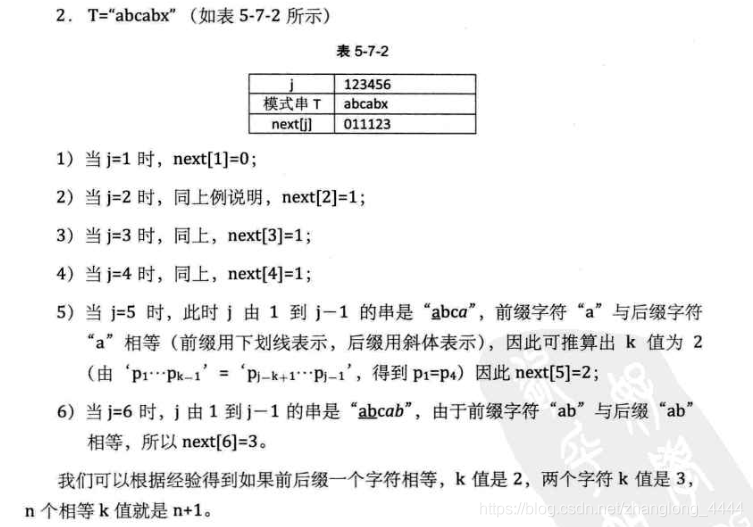 2. T=“abcabx”（如表 5-7-2 所示）
表 5-7-2
j 123456
模式串 T abcabx
next[j] 011123
1）当 j=1 时，next[1]=0；
2）当 j=2 时，同上例说明，next[2]=1；
3）当 j=3 时，同上，next[3]=1；
4）当 j=4 时，同上，next[4]=1；
5）当 j=5 时，此时 j 由 1 到 j－1 的串是“abca”，前缀字符“a”与后缀字符
“a”相等（前缀用下划线表示，后缀用斜体表示），因此可推算出 k 值为 2
（由‘p₁…pₖ₋₁’=‘pⱼ₋ₖ₊₁…pⱼ₋₁’，得到 p₁=p₄）因此 next[5]=2；
6）当 j=6 时，j 由 1 到 j－1 的串是“abcab”，由于前缀字符“ab”与后缀“ab”
相等，所以 next[6]=3。
我们可以根据经验得到如果前后缀一个字符相等，k 值是 2，两个字符 k 值是 3，
n 个相等 k 值就是 n+1。
https://blog.csdn.net/zhanglong_4444